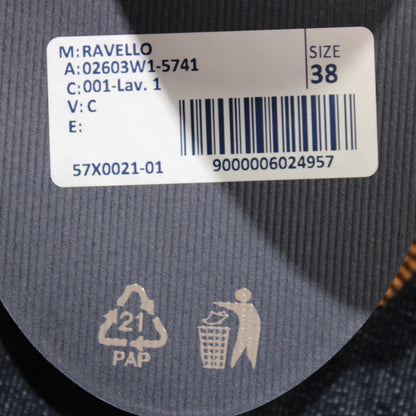 M: RAVELLO
A: 02603W1-5741
C: 001-Lav. 1
V: C
E:
SIZE
38
57X0021-01
9000006024957
21
PAP